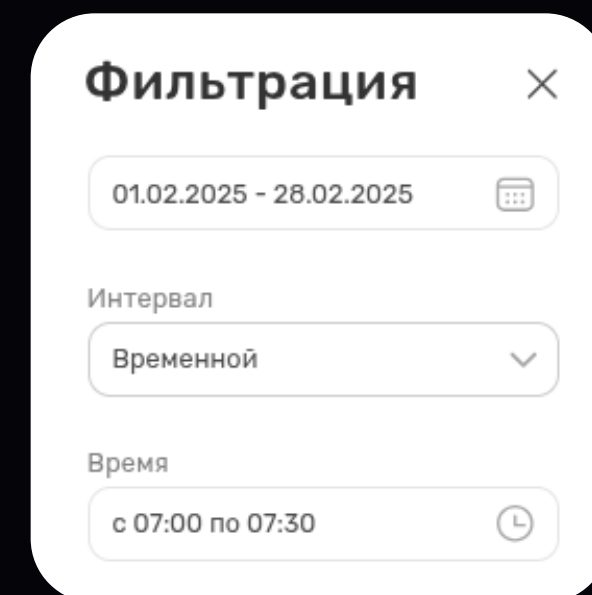 Фильтрация
01.02.2025 - 28.02.2025
Интервал
Временной
Время
с 07:00 по 07:30